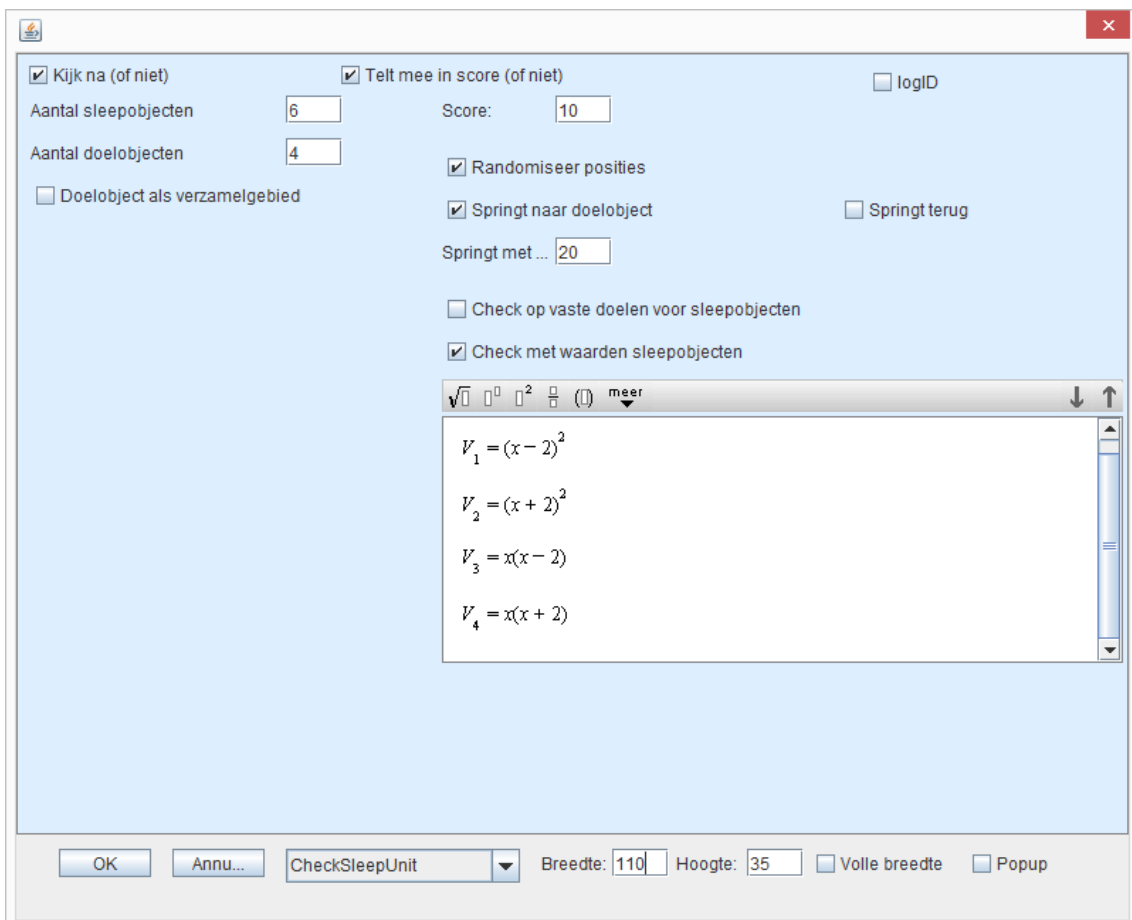 Kijk na (of niet) Telt mee in score (of niet) logID
Aantal sleepobjecten 6 Score: 10
Aantal doelobjecten 4
Randomiseer posities
Doelobject als verzamelgebied
Springt naar doelobject Springt terug
Springt met ... 20
Check op vaste doelen voor sleepobjecten
Check met waarden sleepobjecten
√▯ ▯^▯ ▯² ▯/▯ (▯) meer
V₁ = (x − 2)²
V₂ = (x + 2)²
V₃ = x(x − 2)
V₄ = x(x + 2)
OK Annu... CheckSleepUnit Breedte: 110 Hoogte: 35 Volle breedte Popup